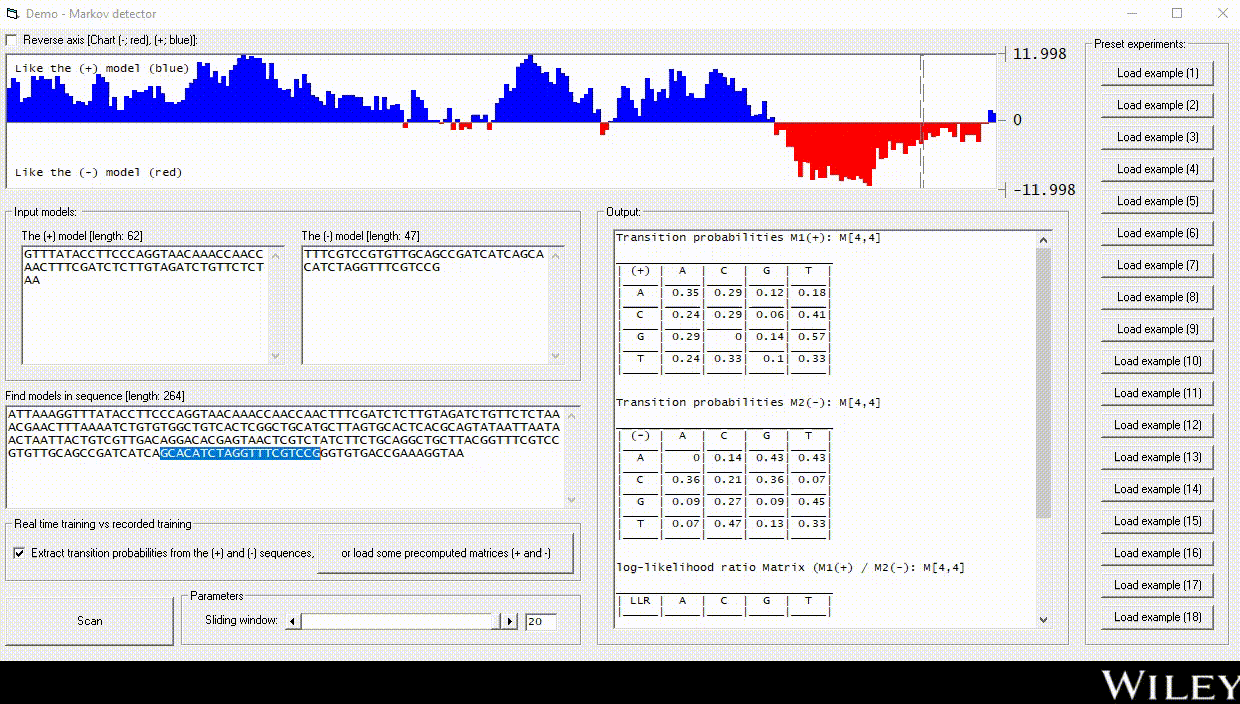 Demo - Markov detector
Reverse axis [Chart (-; red), (+; blue)]:
Like the (+) model (blue)
Like the (-) model (red)
11.998
0
-11.998
Input models:
The (+) model [length: 62]
GTTTATACCTTCCCAGGTAACAAACCAACC
AACTTTCGATCTCTTGTAGATCTGTTCTCT
AA
The (-) model [length: 47]
TTTCGTCCGTGTTGCAGCCGATCATCAGCA
CATCTAGGTTTCGTCCG
Find models in sequence [length: 264]
ATTAAAGGTTTATACCTTCCCAGGTAACAAACCAACCAACTTTCGATCTCTTGTAGATCTGTTCTCTAA
ACGAACTTTAAAATCTGTGTGGCTGTCACTCGGCTGCATGCTTAGTGCACTCACGCAGTATAATTAATA
ACTAATTACTGTCGTTGACAGGACACGAGTAACTCGTCTATCTTCTGCAGGCTGCTTACGGTTTCGTCC
GTGTTGCAGCCGATCATCAGCACATCTAGGTTTCGTCCGGGTGTGACCGAAAGGTAA
Real time training vs recorded training
Extract transition probabilities from the (+) and (-) sequences,
or load some precomputed matrices (+ and -)
Scan
Parameters
Sliding window:
20
Output:
Transition probabilities M1(+): M[4,4]
| (+) | A | C | G | T |
| A | 0.35| 0.29| 0.12| 0.18|
| C | 0.24| 0.29| 0.06| 0.41|
| G | 0.29| 0| 0.14| 0.57|
| T | 0.24| 0.33| 0.1| 0.33|
Transition probabilities M2(-): M[4,4]
| (-) | A | C | G | T |
| A | 0| 0.14| 0.43| 0.43|
| C | 0.36| 0.21| 0.36| 0.07|
| G | 0.09| 0.27| 0.09| 0.45|
| T | 0.07| 0.47| 0.13| 0.33|
log-likelihood ratio Matrix (M1(+) / M2(-): M[4,4]
| LLR | A | C | G | T |
Preset experiments:
Load example (1)
Load example (2)
Load example (3)
Load example (4)
Load example (5)
Load example (6)
Load example (7)
Load example (8)
Load example (9)
Load example (10)
Load example (11)
Load example (12)
Load example (13)
Load example (14)
Load example (15)
Load example (16)
Load example (17)
Load example (18)
WILEY